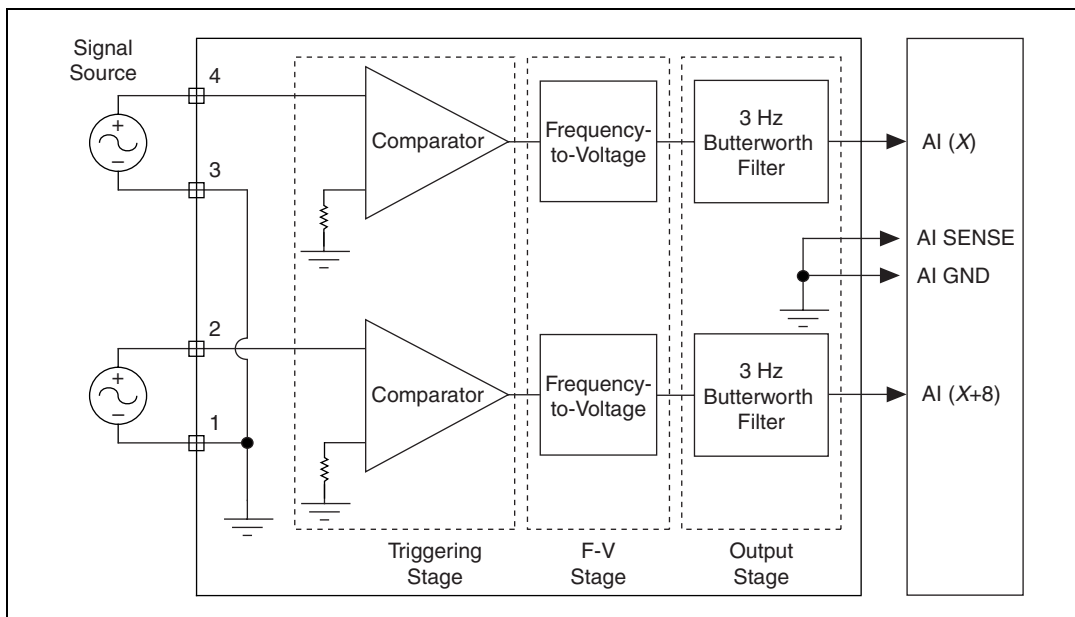 Signal
Source
4
+
−
3
Comparator
Frequency-
to-Voltage
3 Hz
Butterworth
Filter
AI (X)
AI SENSE
AI GND
2
+
−
1
Comparator
Frequency-
to-Voltage
3 Hz
Butterworth
Filter
AI (X+8)
Triggering
Stage
F-V
Stage
Output
Stage